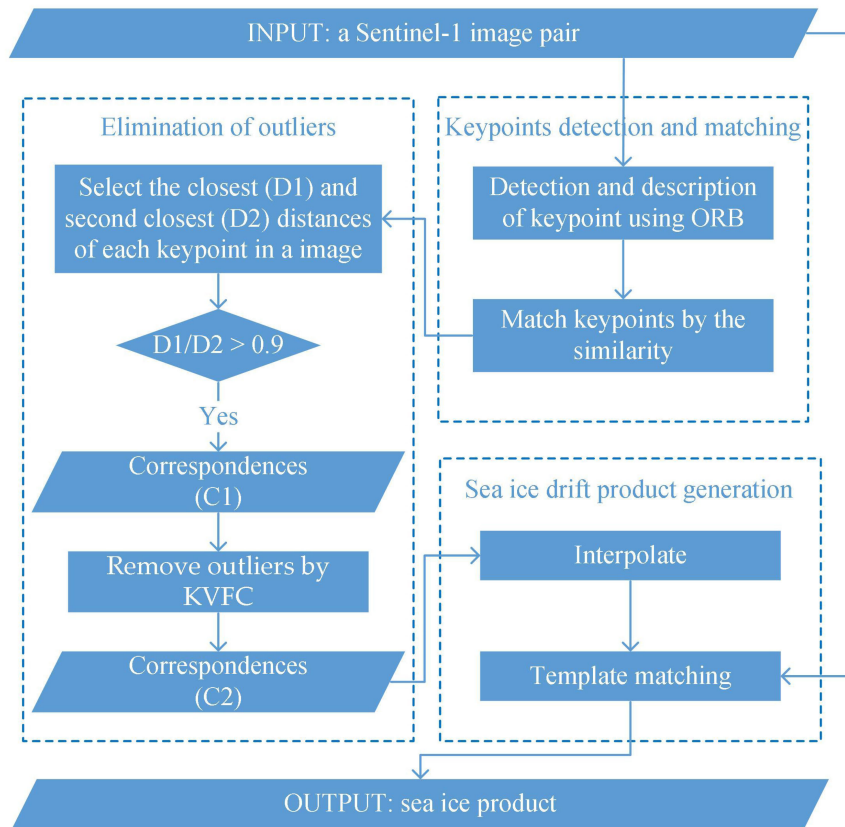 INPUT: a Sentinel-1 image pair
Elimination of outliers
Select the closest (D1) and
second closest (D2) distances
of each keypoint in a image
D1/D2 > 0.9
Yes
Correspondences
(C1)
Remove outliers by
KVFC
Correspondences
(C2)
Keypoints detection and matching
Detection and description
of keypoint using ORB
Match keypoints by the
similarity
Sea ice drift product generation
Interpolate
Template matching
OUTPUT: sea ice product